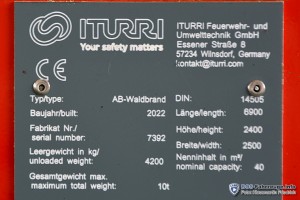 ITURRI
Your safety matters
ITURRI Feuerwehr- und
Umwelttechnik GmbH
Essener Straße 8
57234 Wilnsdorf, Germany
kontakt@iturri.com
CE
Typ/type: AB-Waldbrand
Baujahr/built: 2022
Fabrikat Nr./
serial number: 7392
Leergewicht in kg/
unloaded weight: 4200
Gesamtgewicht max.
maximum total weight: 10t
DIN: 14505
Länge/length: 6900
Höhe/height: 2400
Breite/width: 2500
Nenninhalt in m³/
nominal capacity: 40